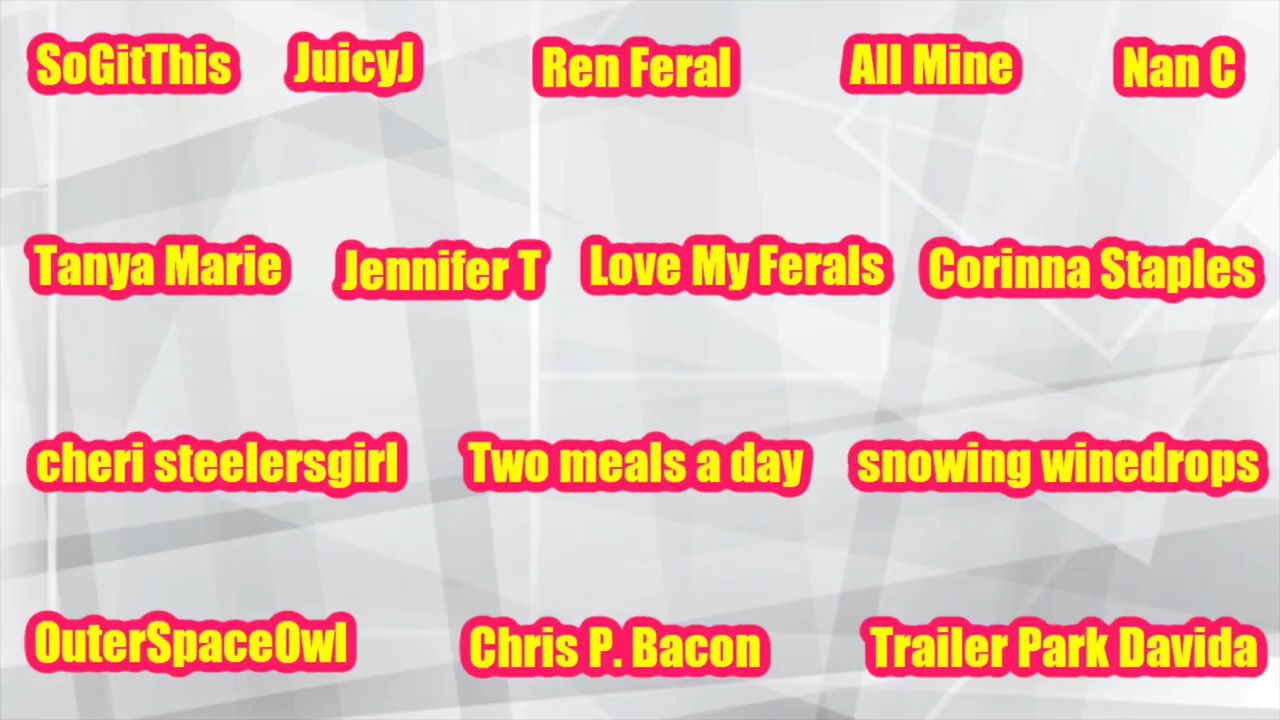 SoGitThis JuicyJ Ren Feral All Mine Nan C
Tanya Marie Jennifer T Love My Ferals Corinna Staples
cheri steelersgirl Two meals a day snowing winedrops
OuterSpaceOwl Chris P. Bacon Trailer Park Davida